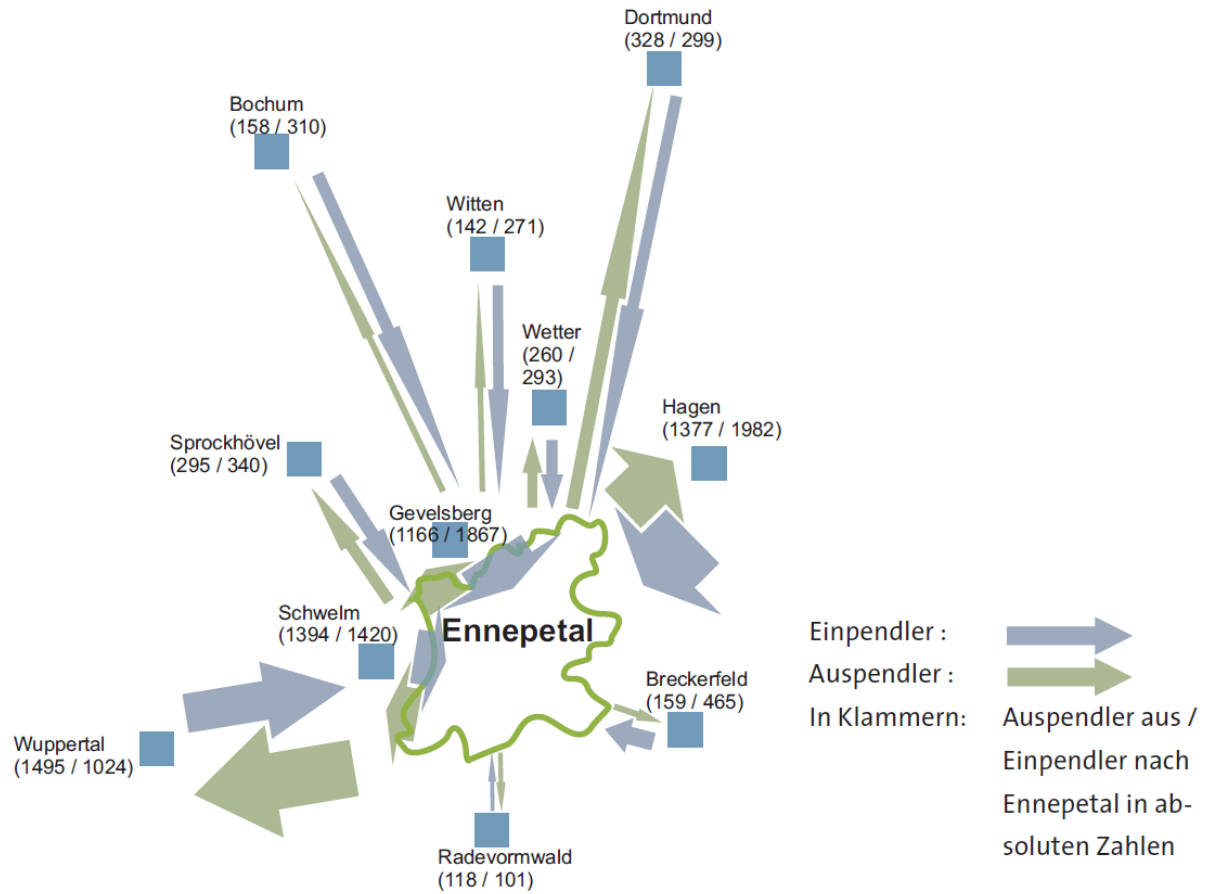 Dortmund
(328 / 299)
Bochum
(158 / 310)
Witten
(142 / 271)
Wetter
(260 /
293)
Hagen
(1377 / 1982)
Sprockhövel
(295 / 340)
Gevelsberg
(1166 / 1867)
Schwelm
(1394 / 1420)
Ennepetal
Breckerfeld
(159 / 465)
Wuppertal
(1495 / 1024)
Radevormwald
(118 / 101)
Einpendler :
Auspendler :
In Klammern: Auspendler aus /
Einpendler nach
Ennepetal in ab-
soluten Zahlen